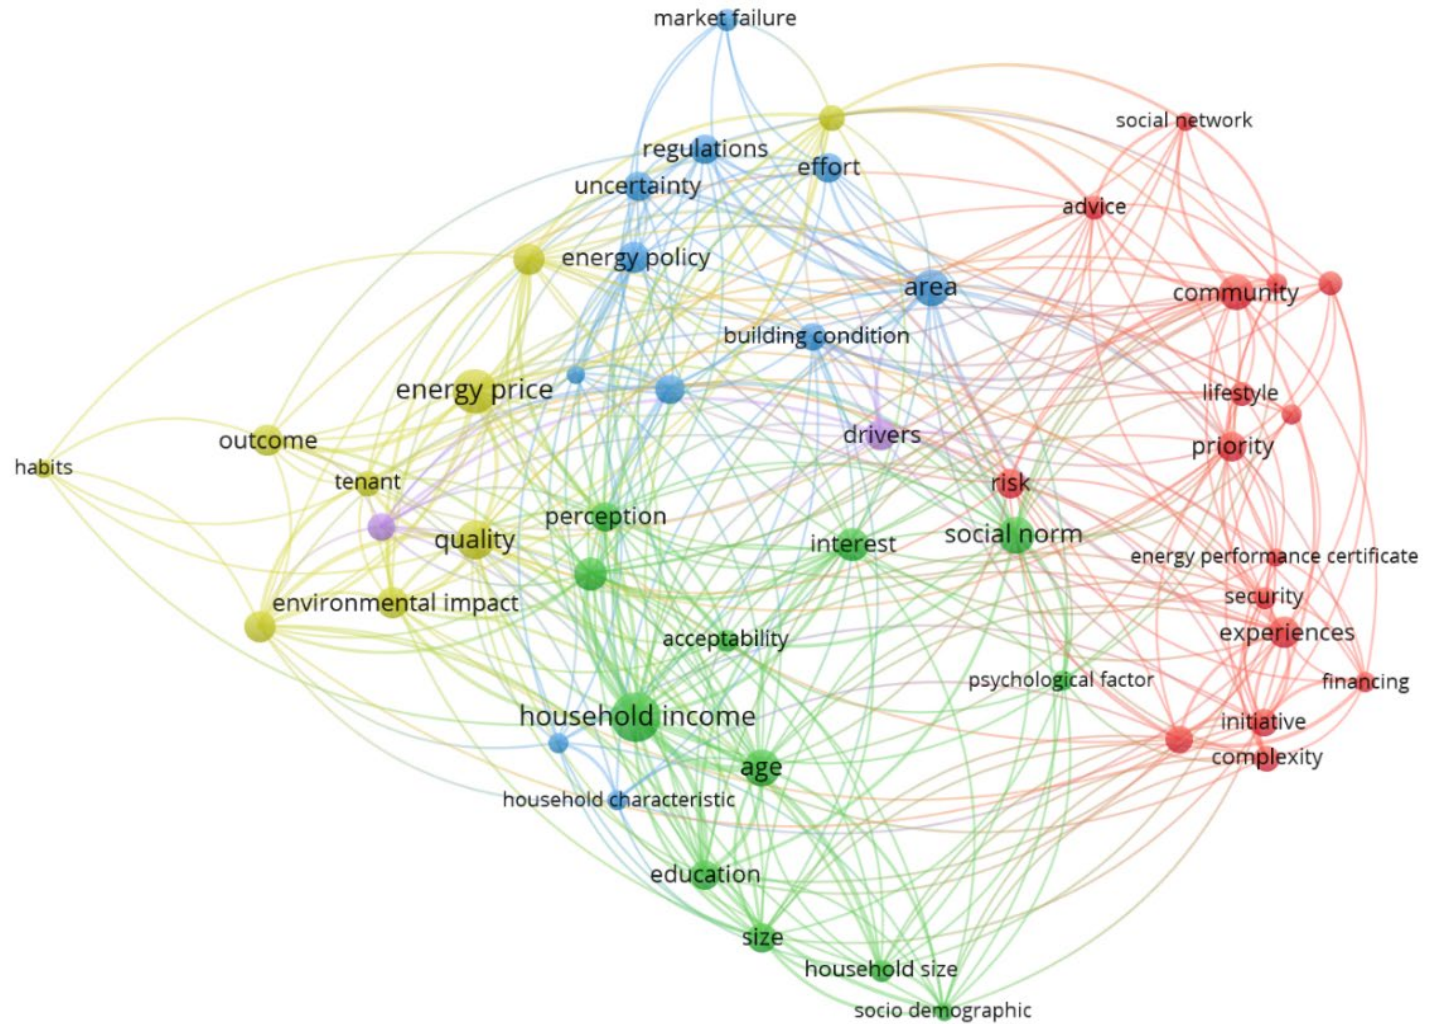 market failure
social network
regulations
effort
uncertainty
advice
energy policy
area
community
building condition
energy price
lifestyle
outcome
drivers
priority
habits
tenant
risk
perception
quality
interest
social norm
energy performance certificate
environmental impact
security
acceptability
experiences
psychological factor
financing
household income
initiative
age
complexity
household characteristic
education
size
household size
socio demographic